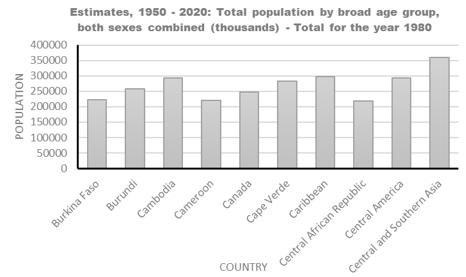 Estimates, 1950 - 2020: Total population by broad age group,
both sexes combined (thousands) - Total for the year 1980
POPULATION
400000
350000
300000
250000
200000
150000
100000
50000
0
Burkina Faso
Burundi
Cambodia
Cameroon
Canada
Cape Verde
Caribbean
Central African Republic
Central America
Central and Southern Asia
COUNTRY